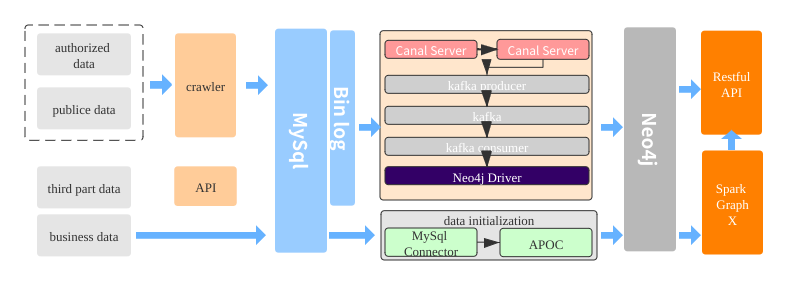 authorized
data
publice data
third part data
business data
crawler
API
MySql
Bin log
Canal Server
Canal Server
kafka producer
kafka
kafka consumer
Neo4j Driver
data initialization
MySql
Connector
APOC
Neo4j
Restful
API
Spark
Graph
X